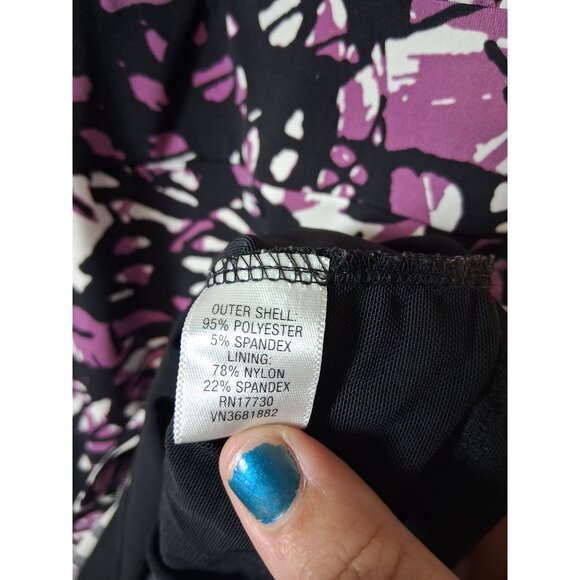 OUTER SHELL:
95% POLYESTER
5% SPANDEX
LINING:
78% NYLON
22% SPANDEX
RN17730
VN3681882